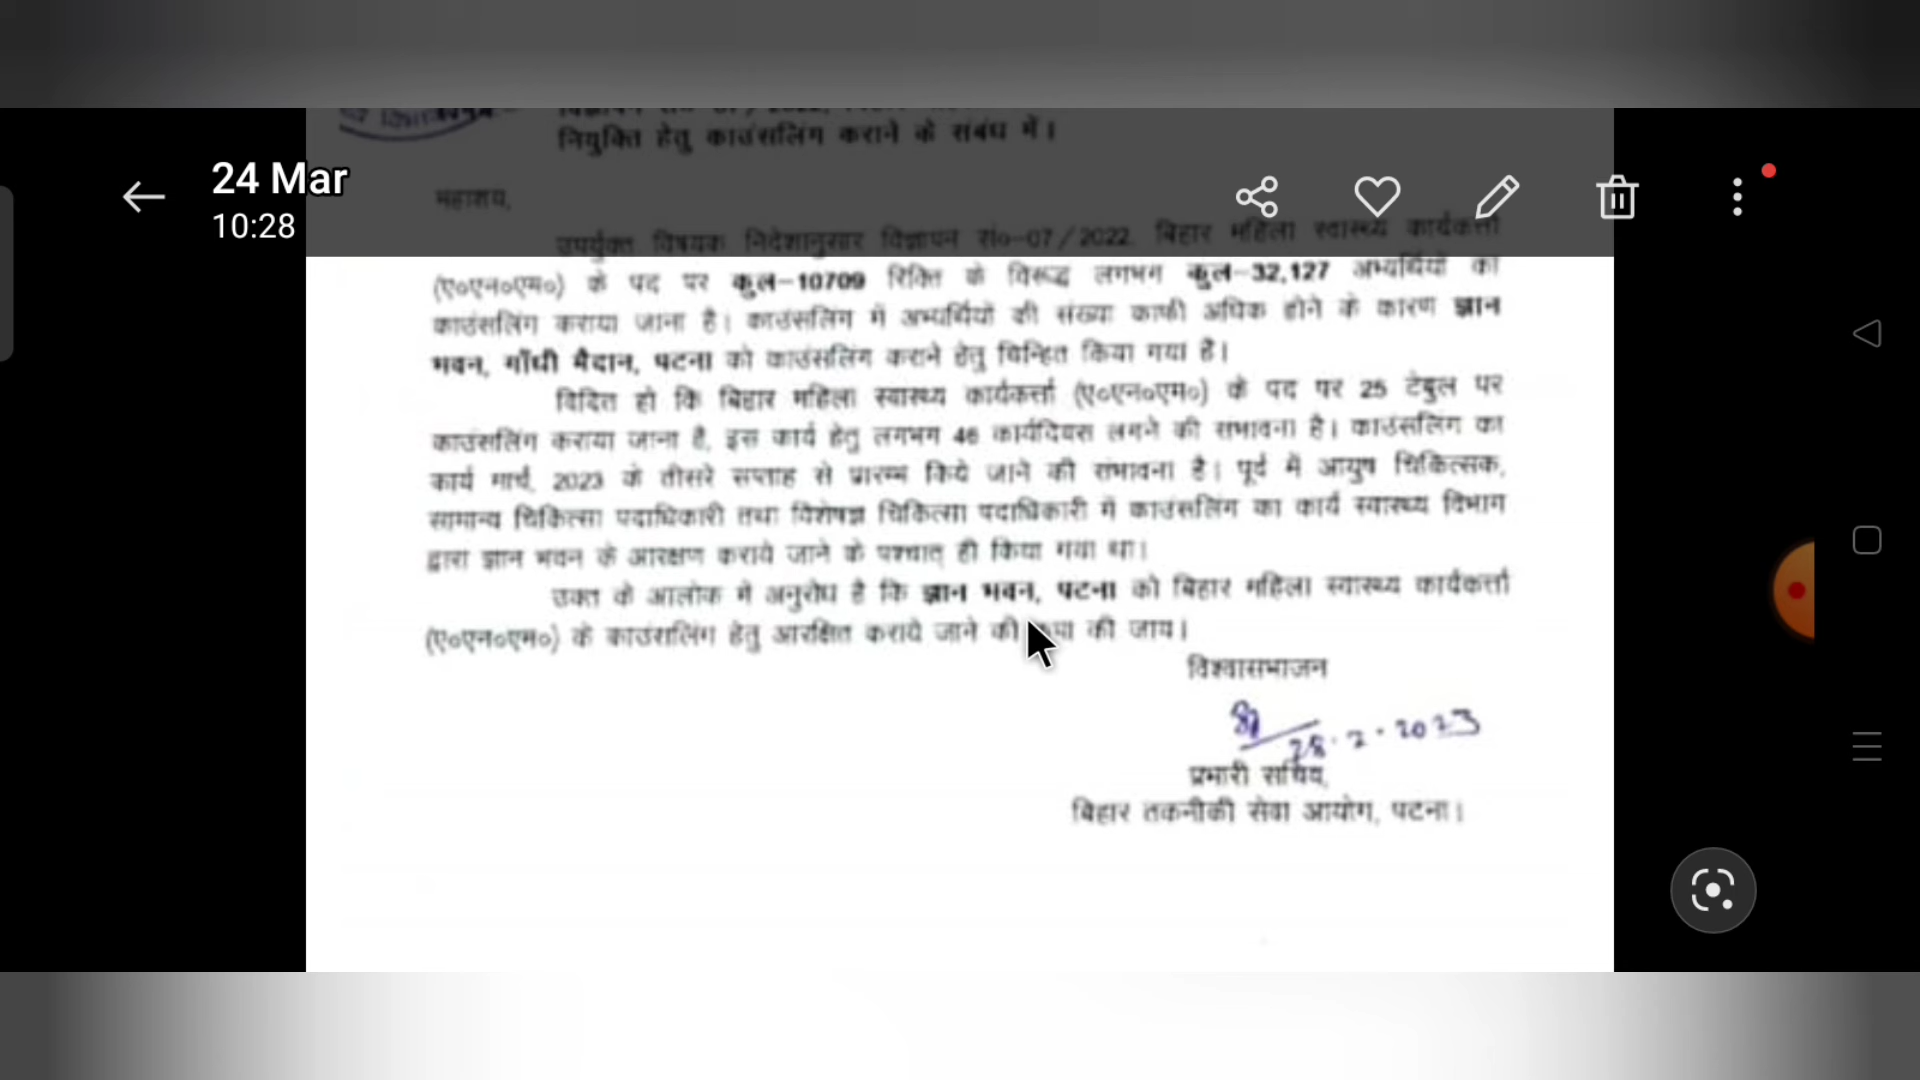 नियुक्ति हेतु काउंसलिंग कराने के संबंध में।
24 Mar
10:28
महाशय,
उपर्युक्त विषयक निदेशानुसार विज्ञापन सं०-07/2022, बिहार महिला स्वास्थ्य कार्यकर्त्ता
(ए०एन०एम०) के पद पर कुल-10709 रिक्ति के विरूद्ध लगभग कुल-32,127 अभ्यर्थियों का
काउंसलिंग कराया जाना है। काउंसलिंग में अभ्यर्थियों की संख्या काफी अधिक होने के कारण ज्ञान
भवन, गाँधी मैदान, पटना को काउंसलिंग कराने हेतु चिन्हित किया गया है।
विदित हो कि बिहार महिला स्वास्थ्य कार्यकर्त्ता (ए०एन०एम०) के पद पर 25 टेबुल पर
काउंसलिंग कराया जाना है, इस कार्य हेतु लगभग 46 कार्यदिवस लगने की संभावना है। काउंसलिंग का
कार्य मार्च, 2023 के तीसरे सप्ताह से प्रारम्भ किये जाने की संभावना है। पूर्व में आयुष चिकित्सक,
सामान्य चिकित्सा पदाधिकारी तथा विशेषज्ञ चिकित्सा पदाधिकारी में काउंसलिंग का कार्य स्वास्थ्य विभाग
द्वारा ज्ञान भवन के आरक्षण कराये जाने के पश्चात् ही किया गया था।
उक्त के आलोक में अनुरोध है कि ज्ञान भवन, पटना को बिहार महिला स्वास्थ्य कार्यकर्त्ता
(ए०एन०एम०) के काउंसलिंग हेतु आरक्षित कराये जाने की कृपा की जाय।
विश्वासभाजन
28.2.2023
प्रभारी सचिव,
बिहार तकनीकी सेवा आयोग, पटना।